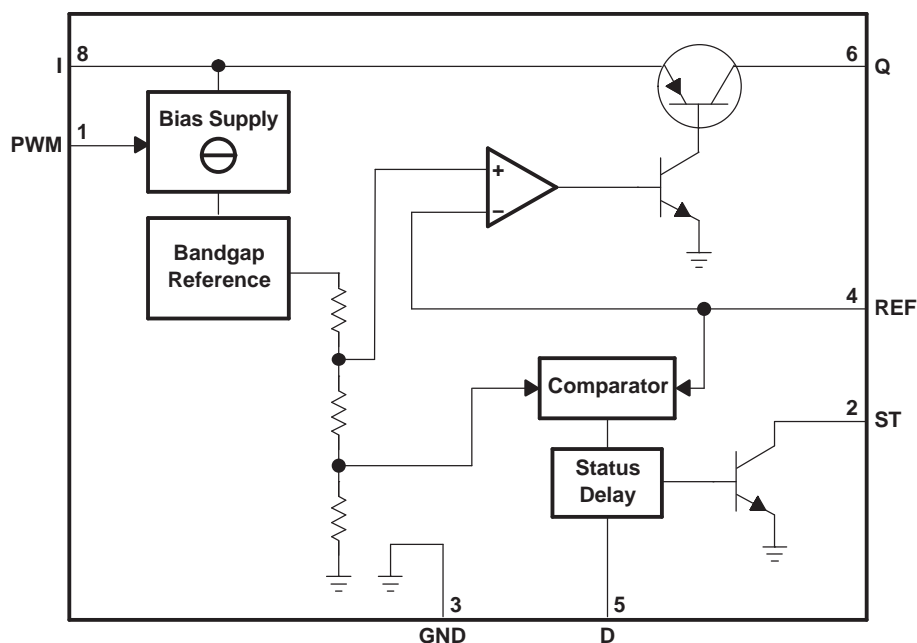 8
I
6
Q
Bias Supply
1
PWM
+
−
Bandgap
Reference
4
REF
Comparator
2
ST
Status
Delay
3
GND
5
D